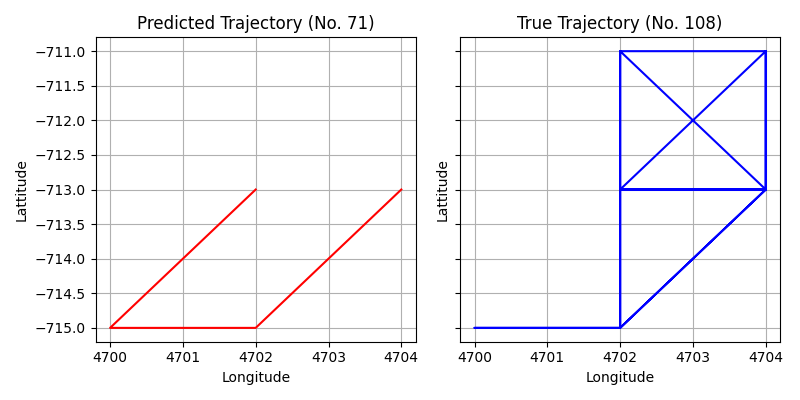 Predicted Trajectory (No. 71)
True Trajectory (No. 108)
−711.0
−711.5
−712.0
−712.5
−713.0
−713.5
−714.0
−714.5
−715.0
Lattitude
Lattitude
4700 4701 4702 4703 4704
4700 4701 4702 4703 4704
Longitude
Longitude